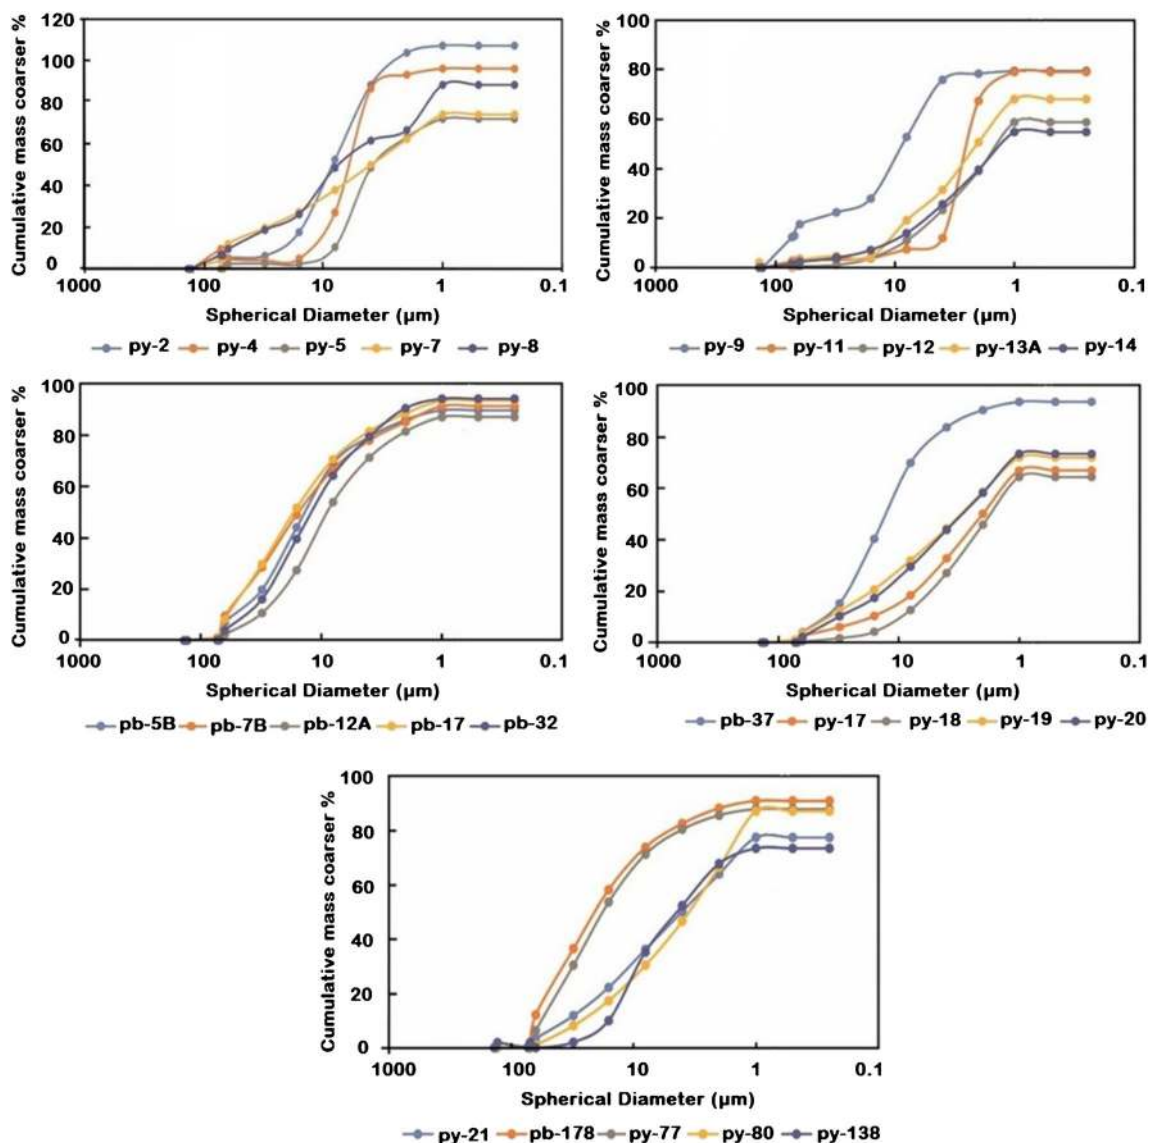 120
100
80
60
40
20
0
Cumulative mass coarser %
1000 100 10 1 0.1
Spherical Diameter (µm)
py-2 py-4 py-5 py-7 py-8
100
80
60
40
20
0
Cumulative mass coarser %
1000 100 10 1 0.1
Spherical Diameter (µm)
py-9 py-11 py-12 py-13A py-14
100
80
60
40
20
0
Cumulative mass coarser %
1000 100 10 1 0.1
Spherical Diameter (µm)
pb-5B pb-7B pb-12A pb-17 pb-32
100
80
60
40
20
0
Cumulative mass coarser %
1000 100 10 1 0.1
Spherical Diameter (µm)
pb-37 py-17 py-18 py-19 py-20
100
80
60
40
20
0
Cumulative mass coarser %
1000 100 10 1 0.1
Spherical Diameter (µm)
py-21 pb-178 py-77 py-80 py-138